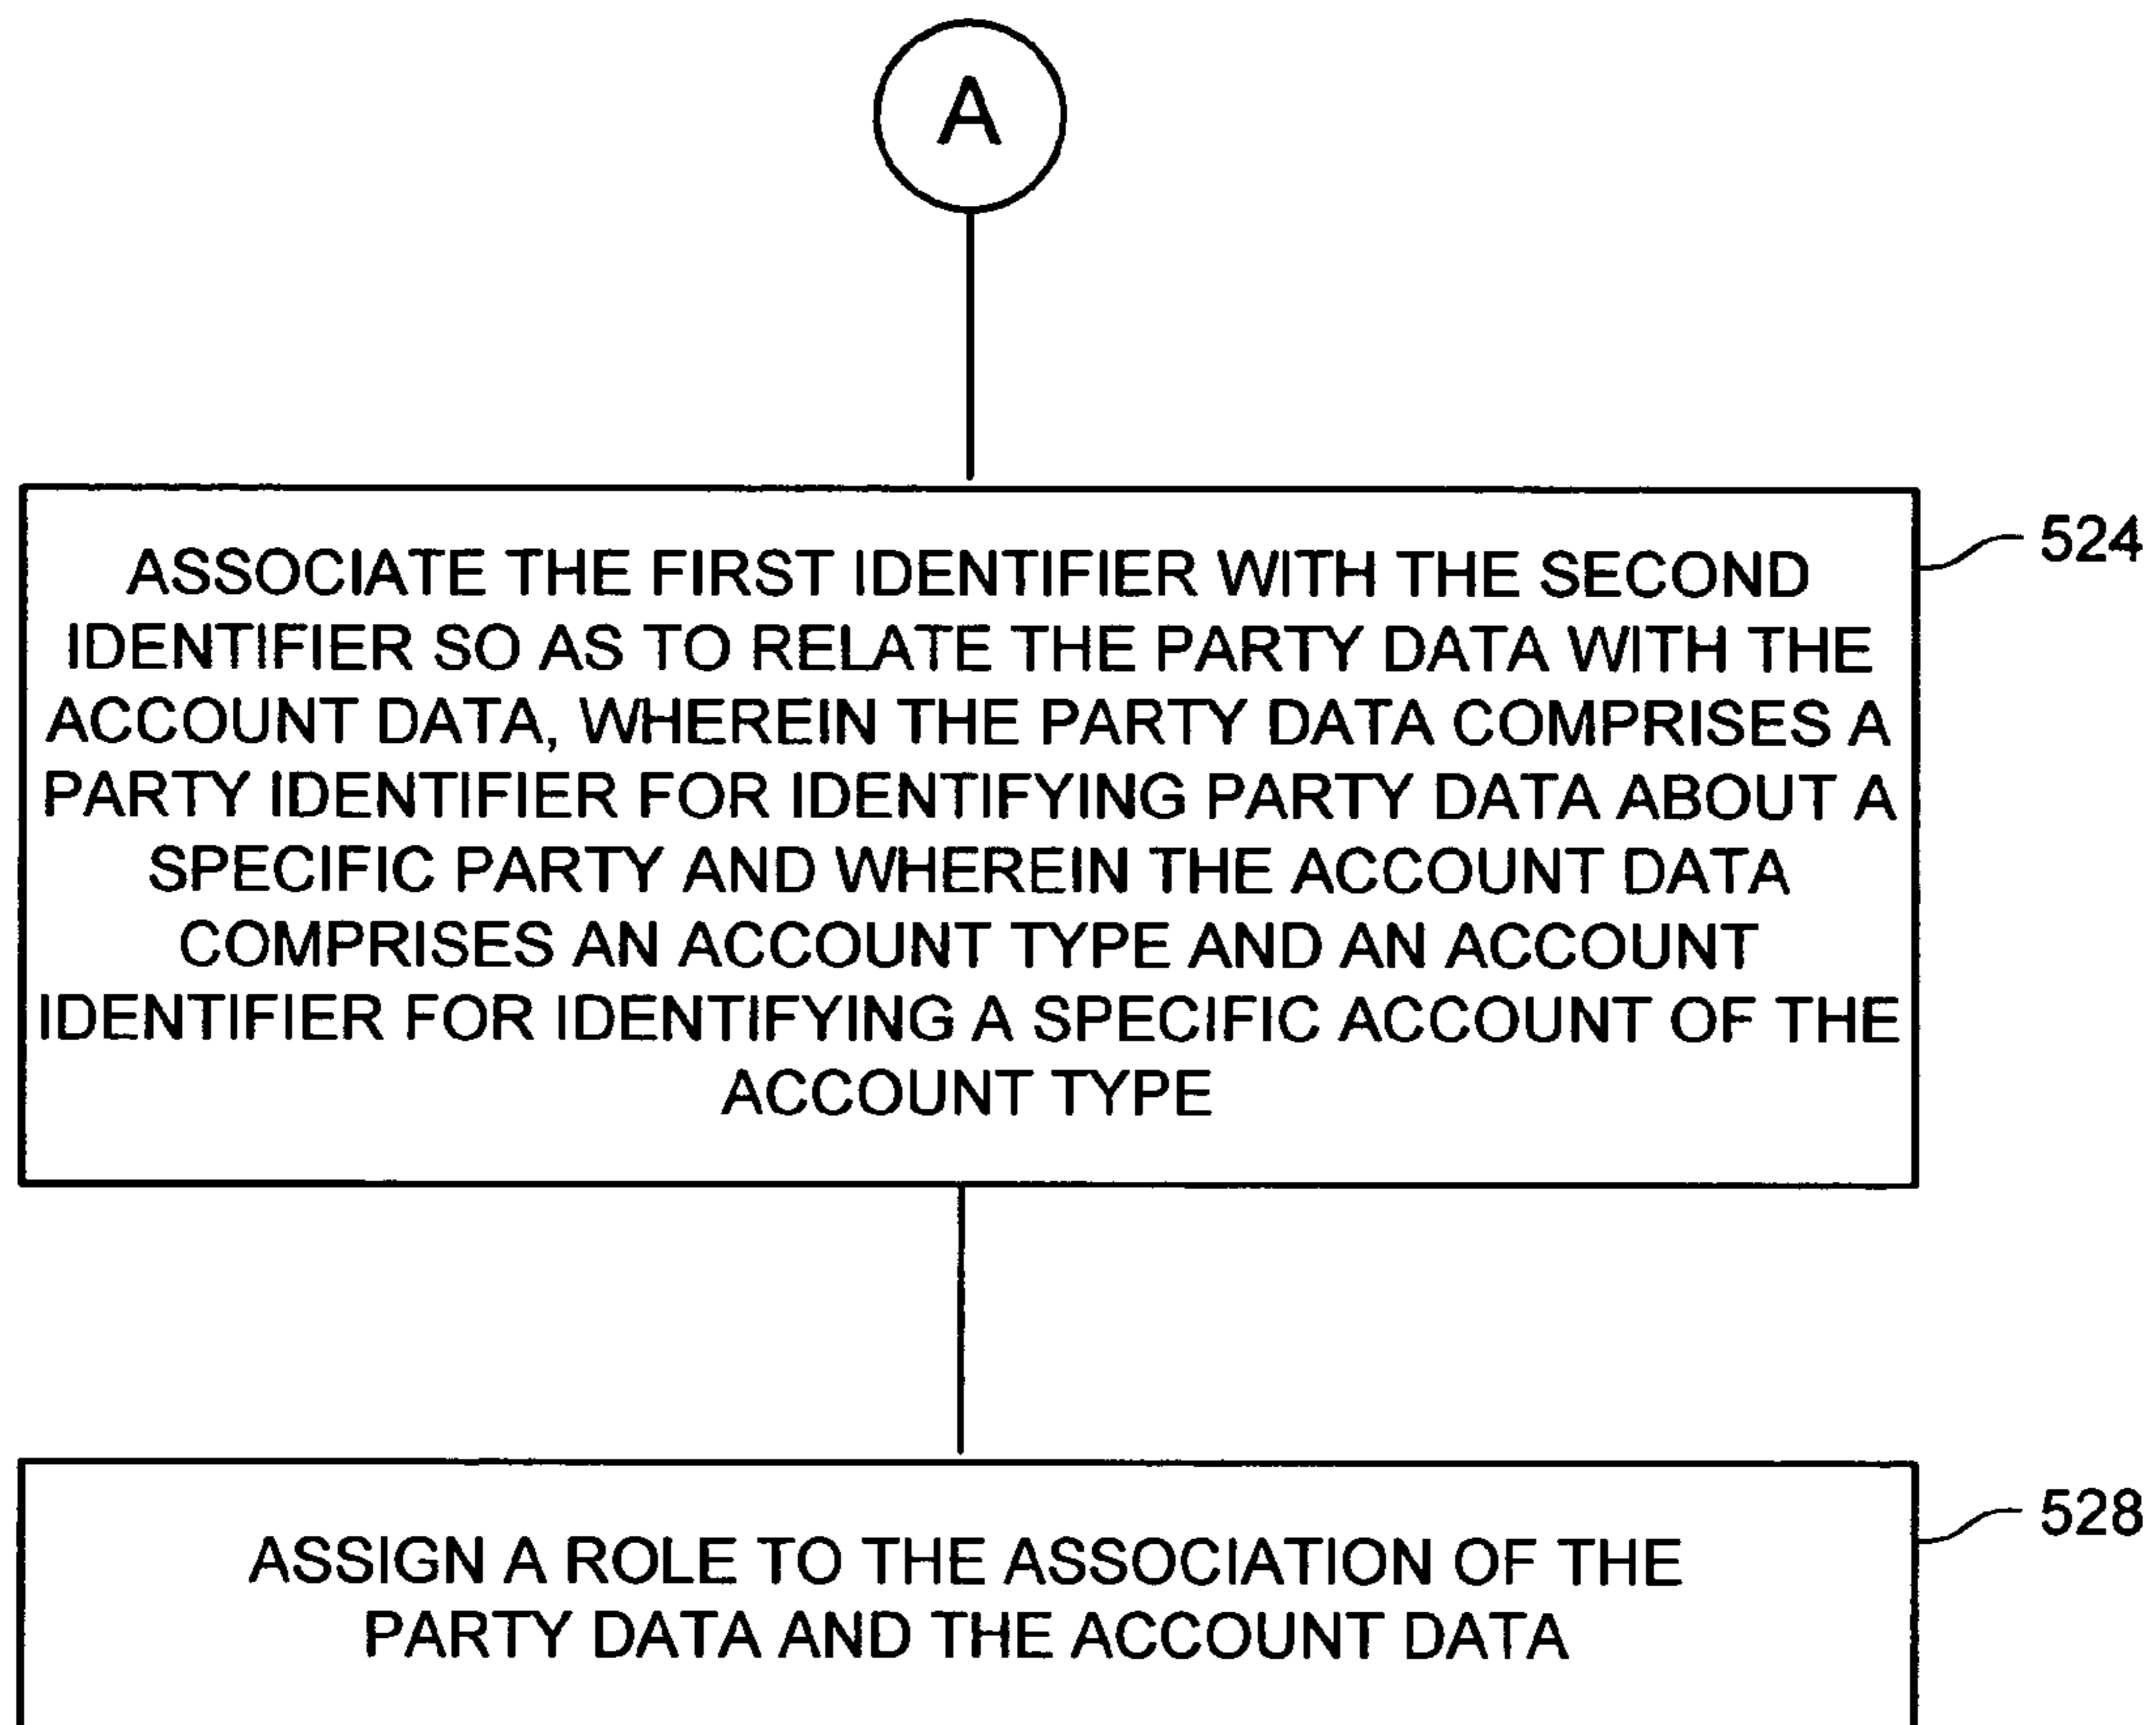 A
524
ASSOCIATE THE FIRST IDENTIFIER WITH THE SECOND
IDENTIFIER SO AS TO RELATE THE PARTY DATA WITH THE
ACCOUNT DATA, WHEREIN THE PARTY DATA COMPRISES A
PARTY IDENTIFIER FOR IDENTIFYING PARTY DATA ABOUT A
SPECIFIC PARTY AND WHEREIN THE ACCOUNT DATA
COMPRISES AN ACCOUNT TYPE AND AN ACCOUNT
IDENTIFIER FOR IDENTIFYING A SPECIFIC ACCOUNT OF THE
ACCOUNT TYPE
528
ASSIGN A ROLE TO THE ASSOCIATION OF THE
PARTY DATA AND THE ACCOUNT DATA